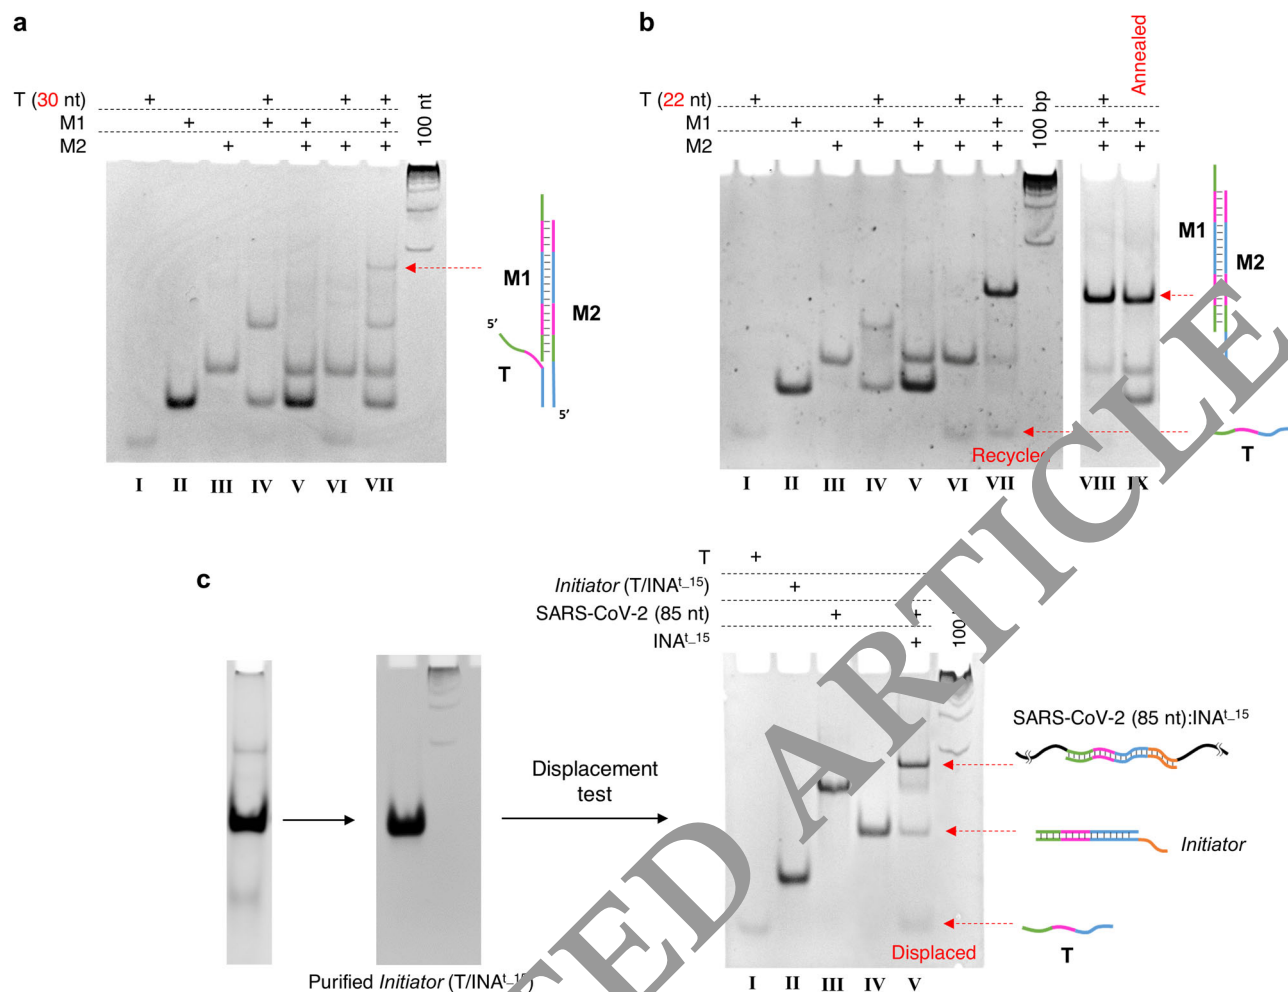 a
T (30 nt) + + + +
M1 + + + +
M2 + + + +
100 nt
M1
M2
5'
T
5'
I II III IV V VI VII
b
Annealed
T (22 nt) + + + + +
M1 + + + + + +
M2 + + + + + +
100 bp
M1
M2
Recycled
T
I II III IV V VI VII VIII IX
c
T +
Initiator (T/INAt_15) +
SARS-CoV-2 (85 nt) + +
INAt_15 +
100
Displacement
test
SARS-CoV-2 (85 nt):INAt_15
Initiator
Displaced
T
Purified Initiator (T/INAt_15)
I II III IV V
TED ARTICLE